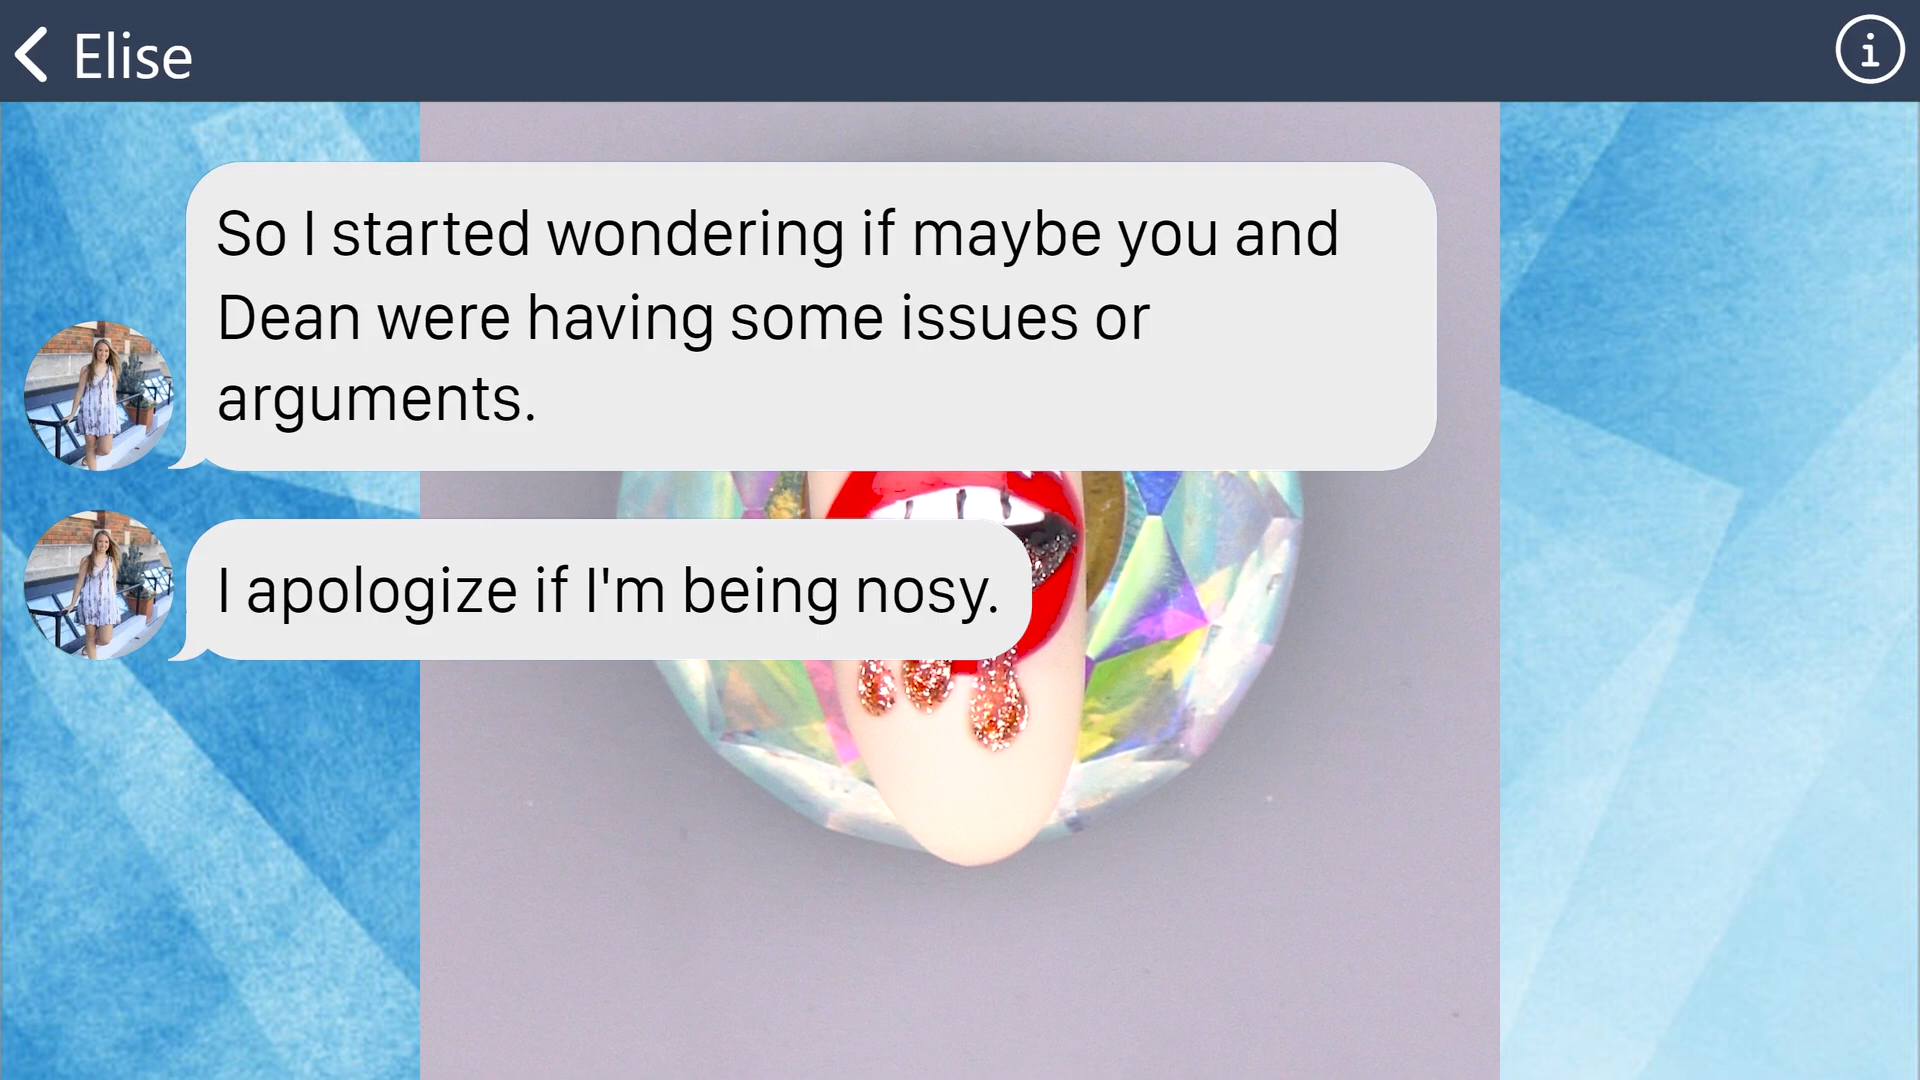 Elise
So I started wondering if maybe you and
Dean were having some issues or
arguments.
I apologize if I'm being nosy.